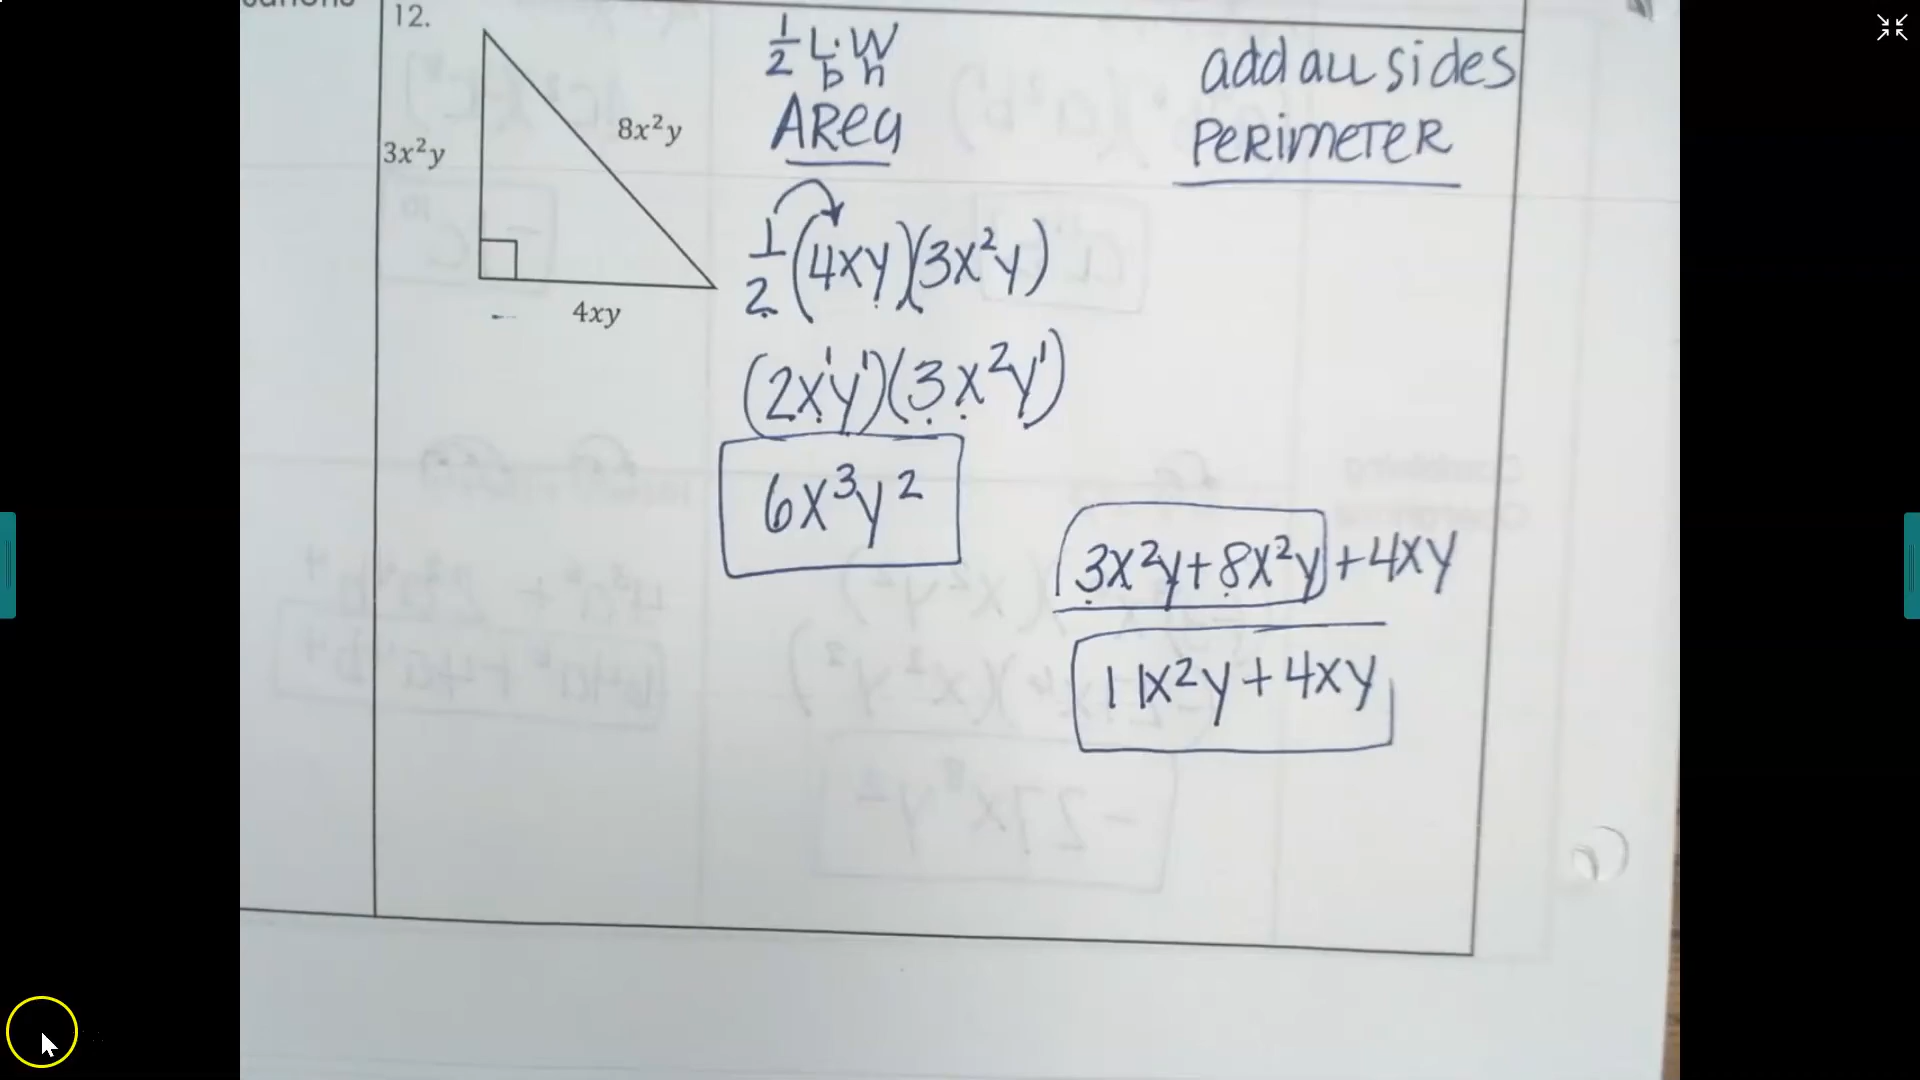 12.
3x²y
8x²y
4xy
½ L·W
b h
AREA
½(4xy)(3x²y)
(2x¹y¹)(3x²y¹)
6x³y²
add all sides
PERIMETER
3x²y+8x²y+4xy
11x²y+4xy